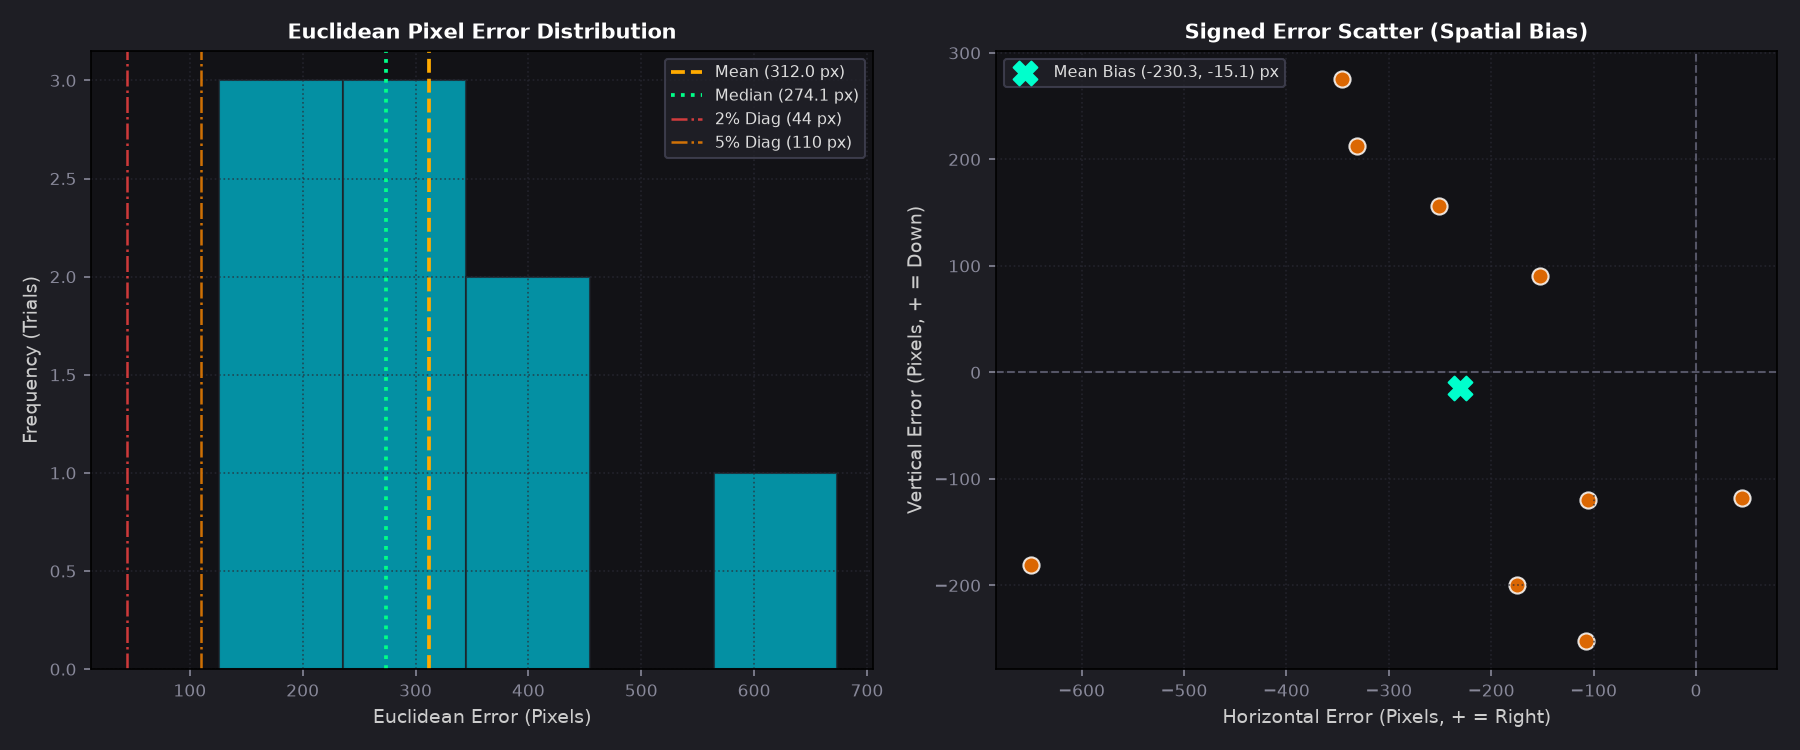 Euclidean Pixel Error Distribution
3.0
2.5
2.0
1.5
1.0
0.5
0.0
Frequency (Trials)
100 200 300 400 500 600 700
Euclidean Error (Pixels)
Mean (312.0 px)
Median (274.1 px)
2% Diag (44 px)
5% Diag (110 px)
Signed Error Scatter (Spatial Bias)
Mean Bias (-230.3, -15.1) px
300
200
100
0
−100
−200
Vertical Error (Pixels, + = Down)
−600 −500 −400 −300 −200 −100 0
Horizontal Error (Pixels, + = Right)